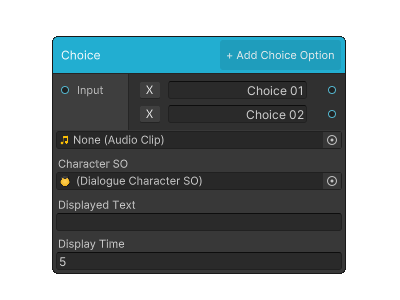 Choice
+ Add Choice Option
Input
X
Choice 01
X
Choice 02
None (Audio Clip)
Character SO
(Dialogue Character SO)
Displayed Text
Display Time
5